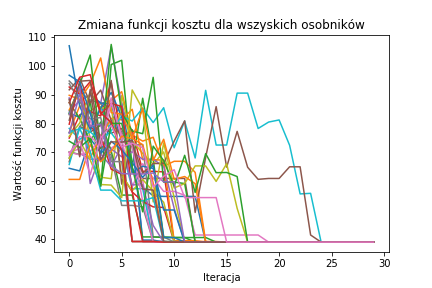 Zmiana funkcji kosztu dla wszyskich osobników
110
100
90
80
70
60
50
40
Wartość funkcji kosztu
0 5 10 15 20 25 30
Iteracja